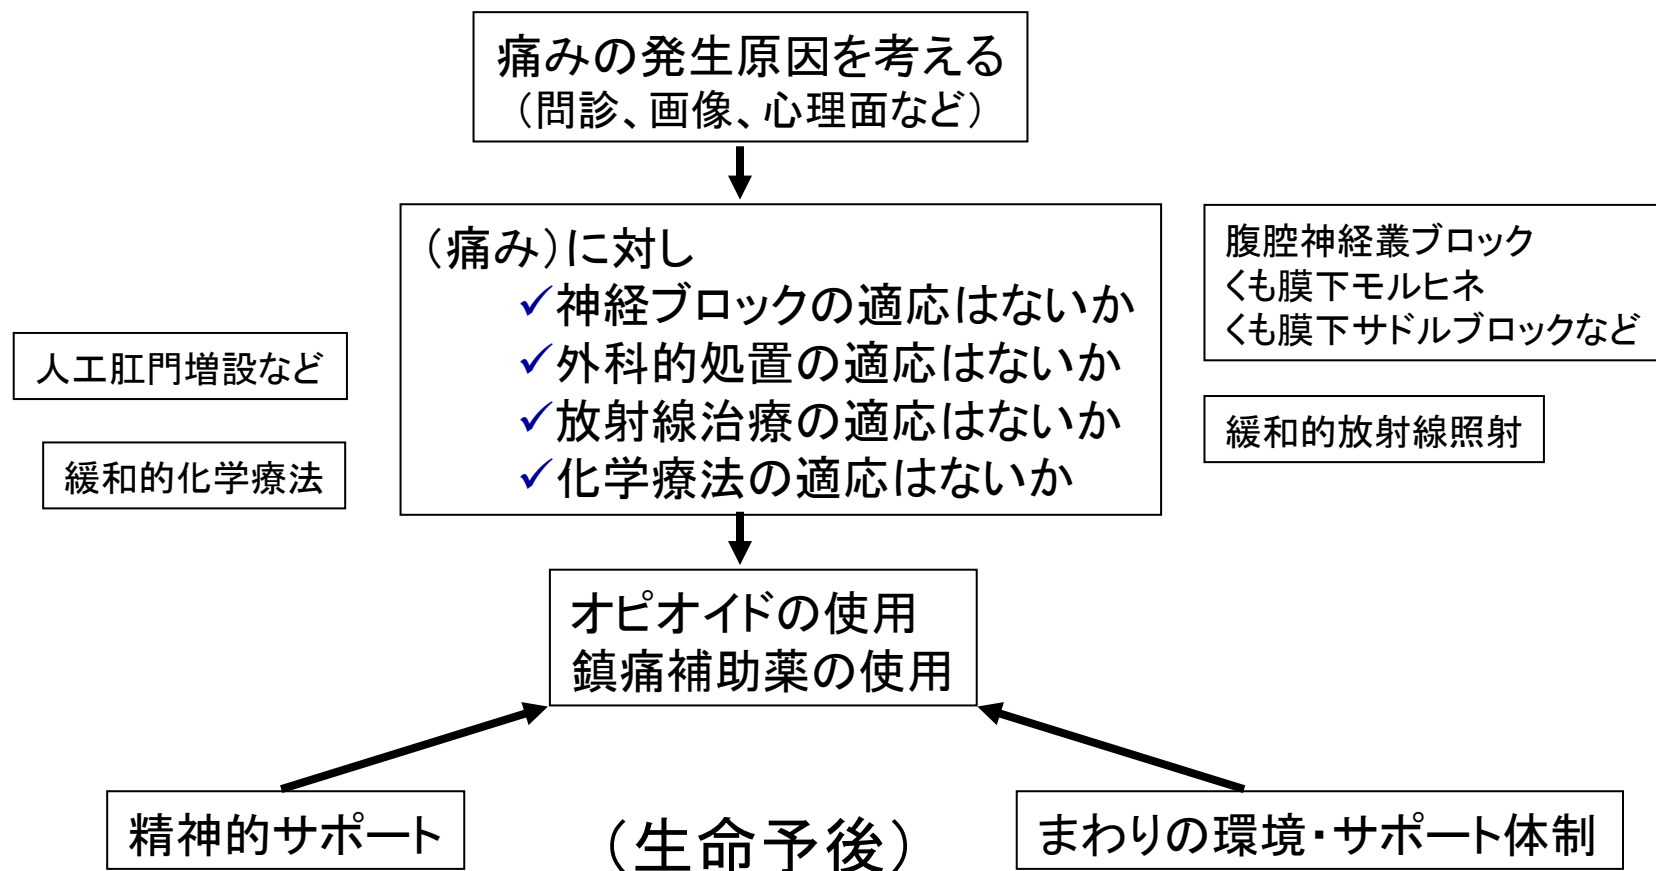 痛みの発生原因を考える
（問診、画像、心理面など）
（痛み）に対し
✓神経ブロックの適応はないか
✓外科的処置の適応はないか
✓放射線治療の適応はないか
✓化学療法の適応はないか
腹腔神経叢ブロック
くも膜下モルヒネ
くも膜下サドルブロックなど
人工肛門増設など
緩和的放射線照射
緩和的化学療法
オピオイドの使用
鎮痛補助薬の使用
精神的サポート
（生命予後）
まわりの環境・サポート体制